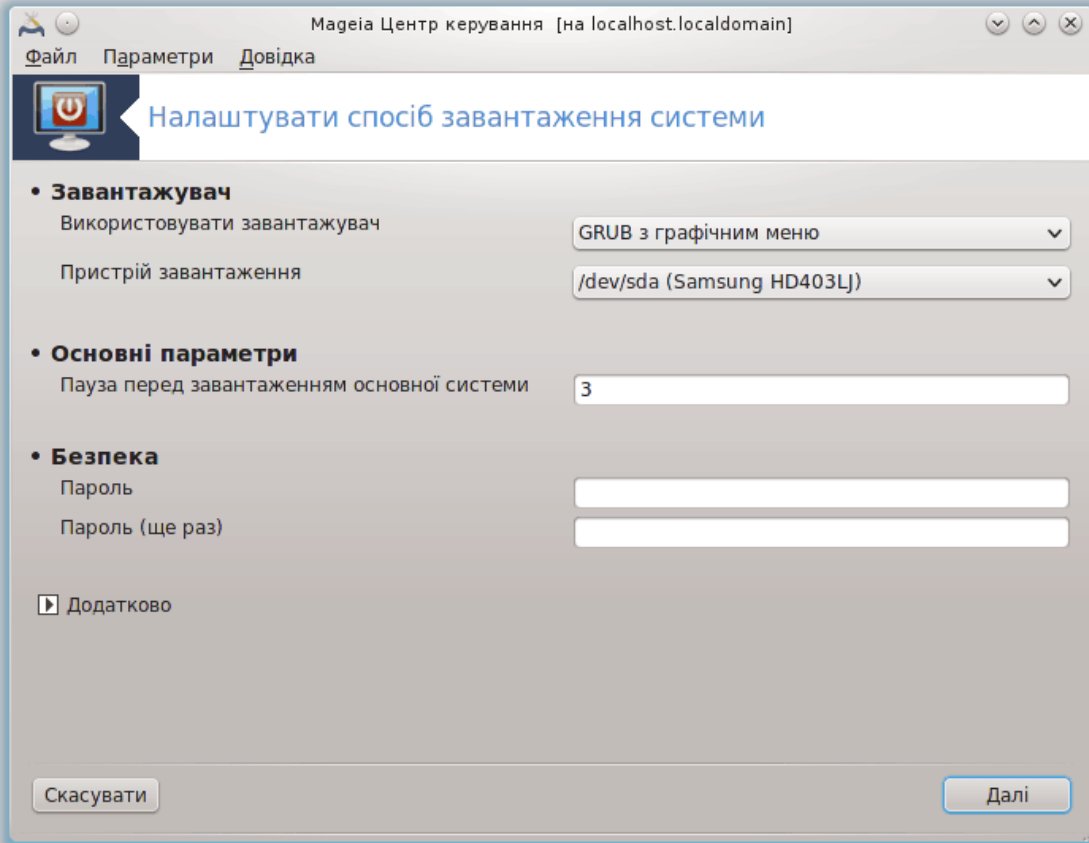 Mageia Центр керування [на localhost.localdomain]
Файл Параметри Довідка
Налаштувати спосіб завантаження системи
• Завантажувач
Використовувати завантажувач GRUB з графічним меню
Пристрій завантаження /dev/sda (Samsung HD403LJ)
• Основні параметри
Пауза перед завантаженням основної системи 3
• Безпека
Пароль
Пароль (ще раз)
Додатково
Скасувати Далі